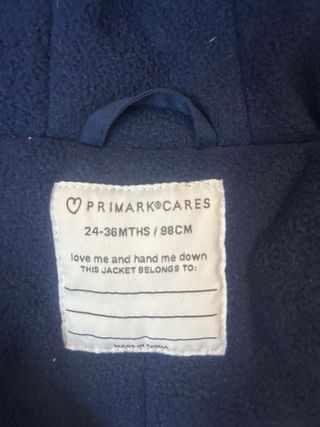 ♡ PRIMARK®CARES
24-36MTHS / 98CM
love me and hand me down
THIS JACKET BELONGS TO: